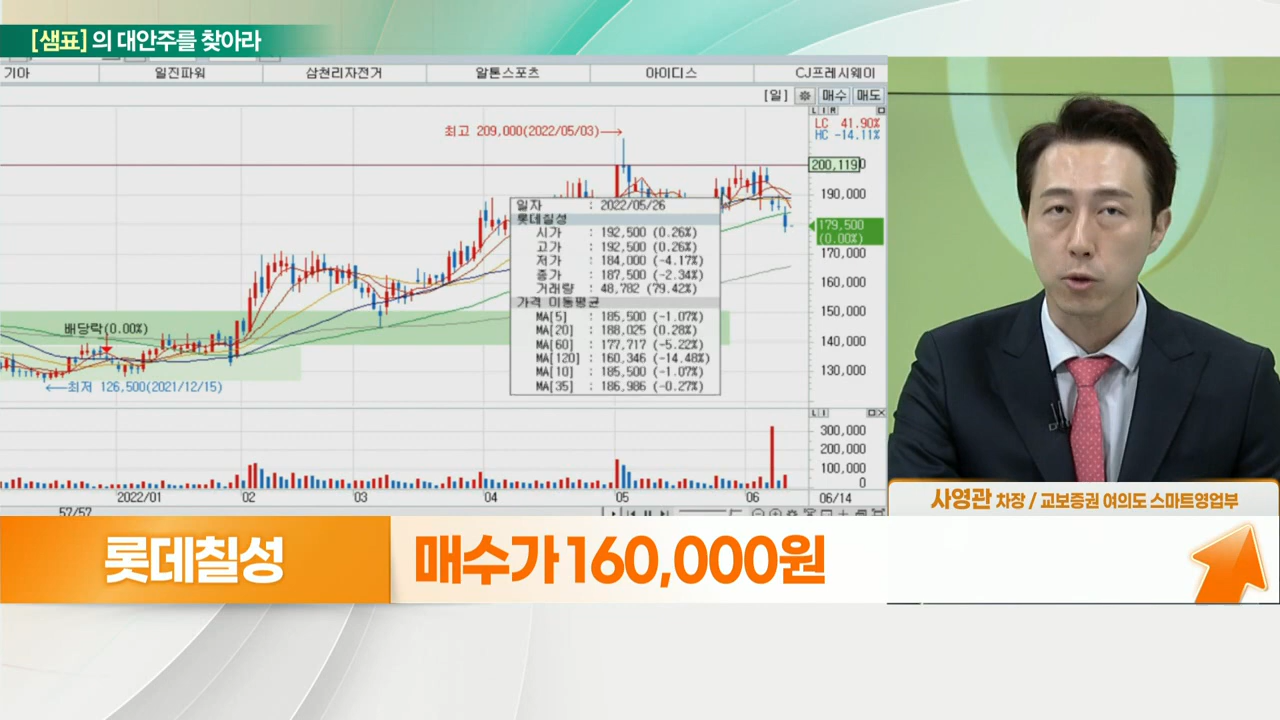 [샘표]의 대안주를 찾아라
기아 일진파워 삼천리자전거 알톤스포츠 아이디스 CJ프레시웨이
[일] 매수 매도
L I R
최고 209,000(2022/05/03)
LC 41.90%
HC -14.11%
200,119
190,000
179,500
(0.00%)
170,000
160,000
150,000
140,000
130,000
일자 : 2022/05/26
롯데칠성
시가 : 192,500 (0.26%)
고가 : 192,500 (0.26%)
저가 : 184,000 (-4.17%)
종가 : 187,500 (-2.34%)
거래량 : 48,782 (79.42%)
가격 이동평균
MA[5] : 185,500 (-1.07%)
MA[20] : 188,025 (0.28%)
MA[60] : 177,717 (-5.22%)
MA[120] : 160,346 (-14.48%)
MA[10] : 185,500 (-1.07%)
MA[35] : 186,986 (-0.27%)
배당락(0.00%)
최저 126,500(2021/12/15)
L I
300,000
200,000
100,000
0
2022/01 02 03 04 05 06 06/14
57/57
사영관 차장 / 교보증권 여의도 스마트영업부
롯데칠성 매수가 160,000원